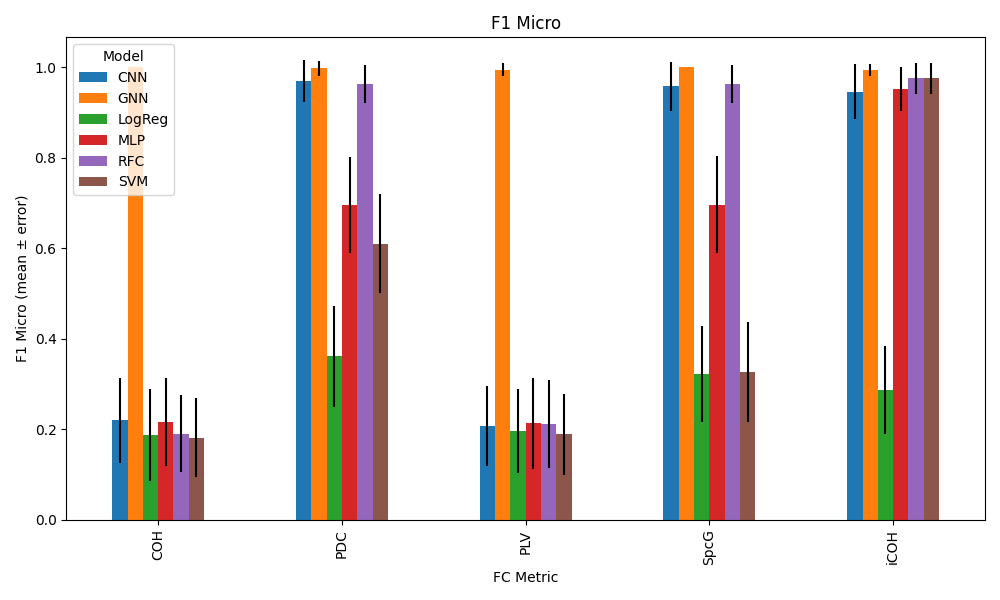 F1 Micro
F1 Micro (mean ± error)
1.0
0.8
0.6
0.4
0.2
0.0
Model
CNN
GNN
LogReg
MLP
RFC
SVM
COH
PDC
PLV
SpcG
iCOH
FC Metric